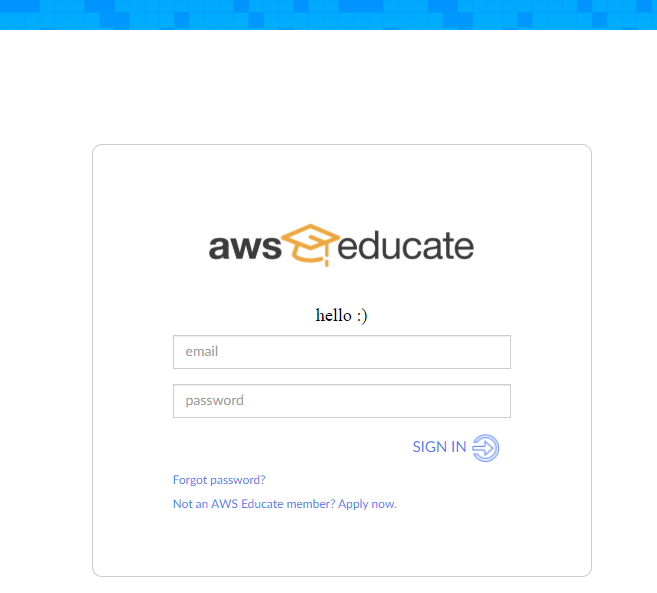 aws educate
hello :)
email
password
SIGN IN
Forgot password?
Not an AWS Educate member? Apply now.